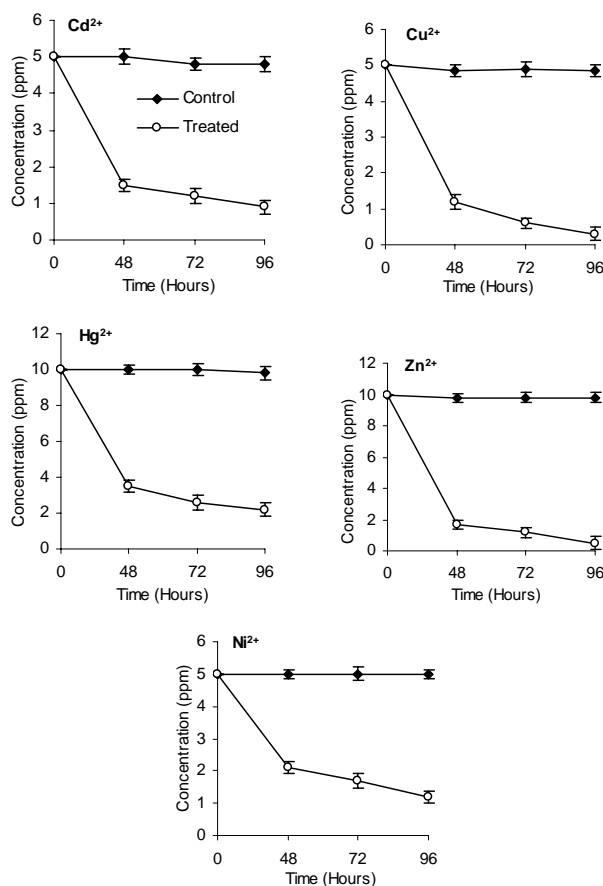 Cd²⁺
Concentration (ppm)
6
5
4
3
2
1
0
Control
Treated
0 48 72 96
Time (Hours)
Cu²⁺
Concentration (ppm)
6
5
4
3
2
1
0
0 48 72 96
Time (Hours)
Hg²⁺
Concentration (ppm)
12
10
8
6
4
2
0
0 48 72 96
Time (Hours)
Zn²⁺
Concentration (ppm)
12
10
8
6
4
2
0
0 48 72 96
Time (Hours)
Ni²⁺
Concentration (ppm)
6
5
4
3
2
1
0
0 48 72 96
Time (Hours)